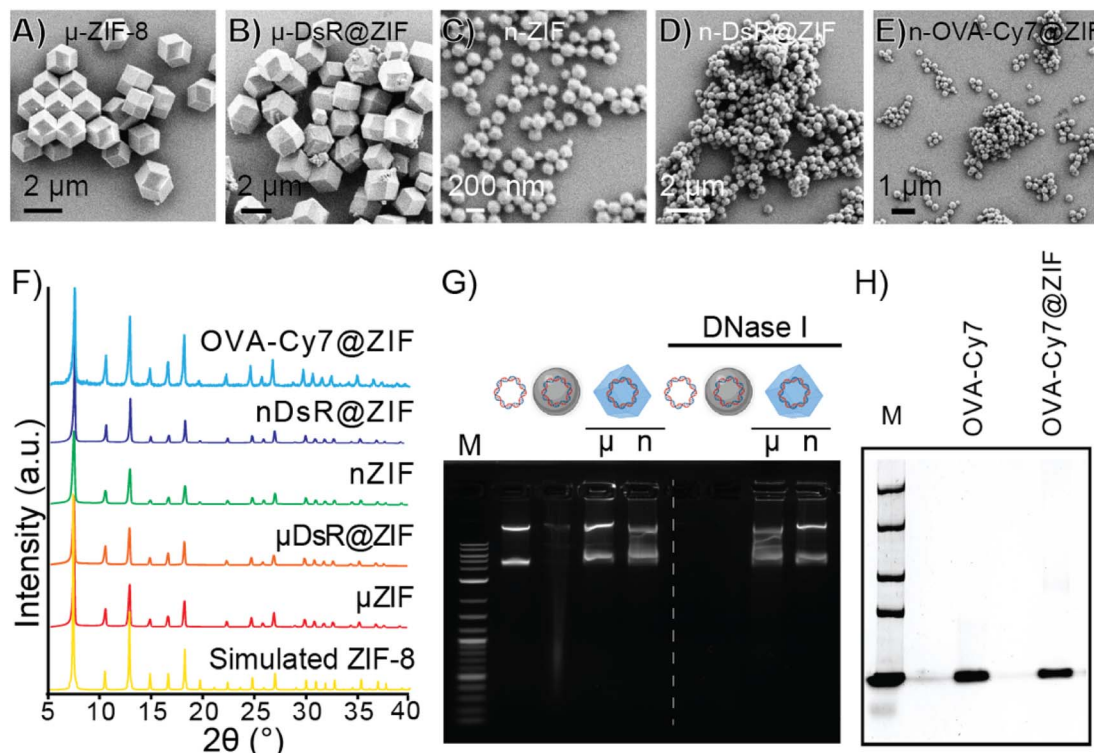 A) μ-ZIF-8
2 μm
B) μ-DsR@ZIF
2 μm
C) n-ZIF
200 nm
D) n-DsR@ZIF
2 μm
E) n-OVA-Cy7@ZIF
1 μm
F)
OVA-Cy7@ZIF
nDsR@ZIF
nZIF
μDsR@ZIF
μZIF
Simulated ZIF-8
Intensity (a.u.)
5 10 15 20 25 30 35 40
2θ (°)
G)
DNase I
M μ n μ n
H)
M
OVA-Cy7
OVA-Cy7@ZIF